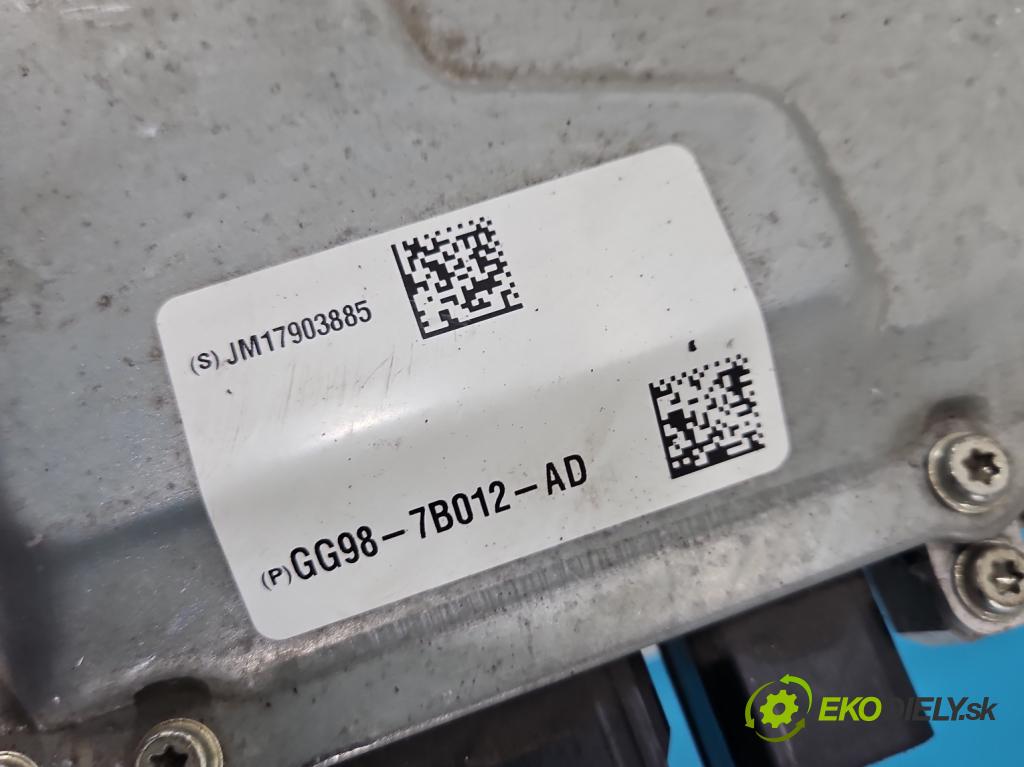 (S) JM17903885
(P) GG98-7B012-AD
EKODIELY.sk